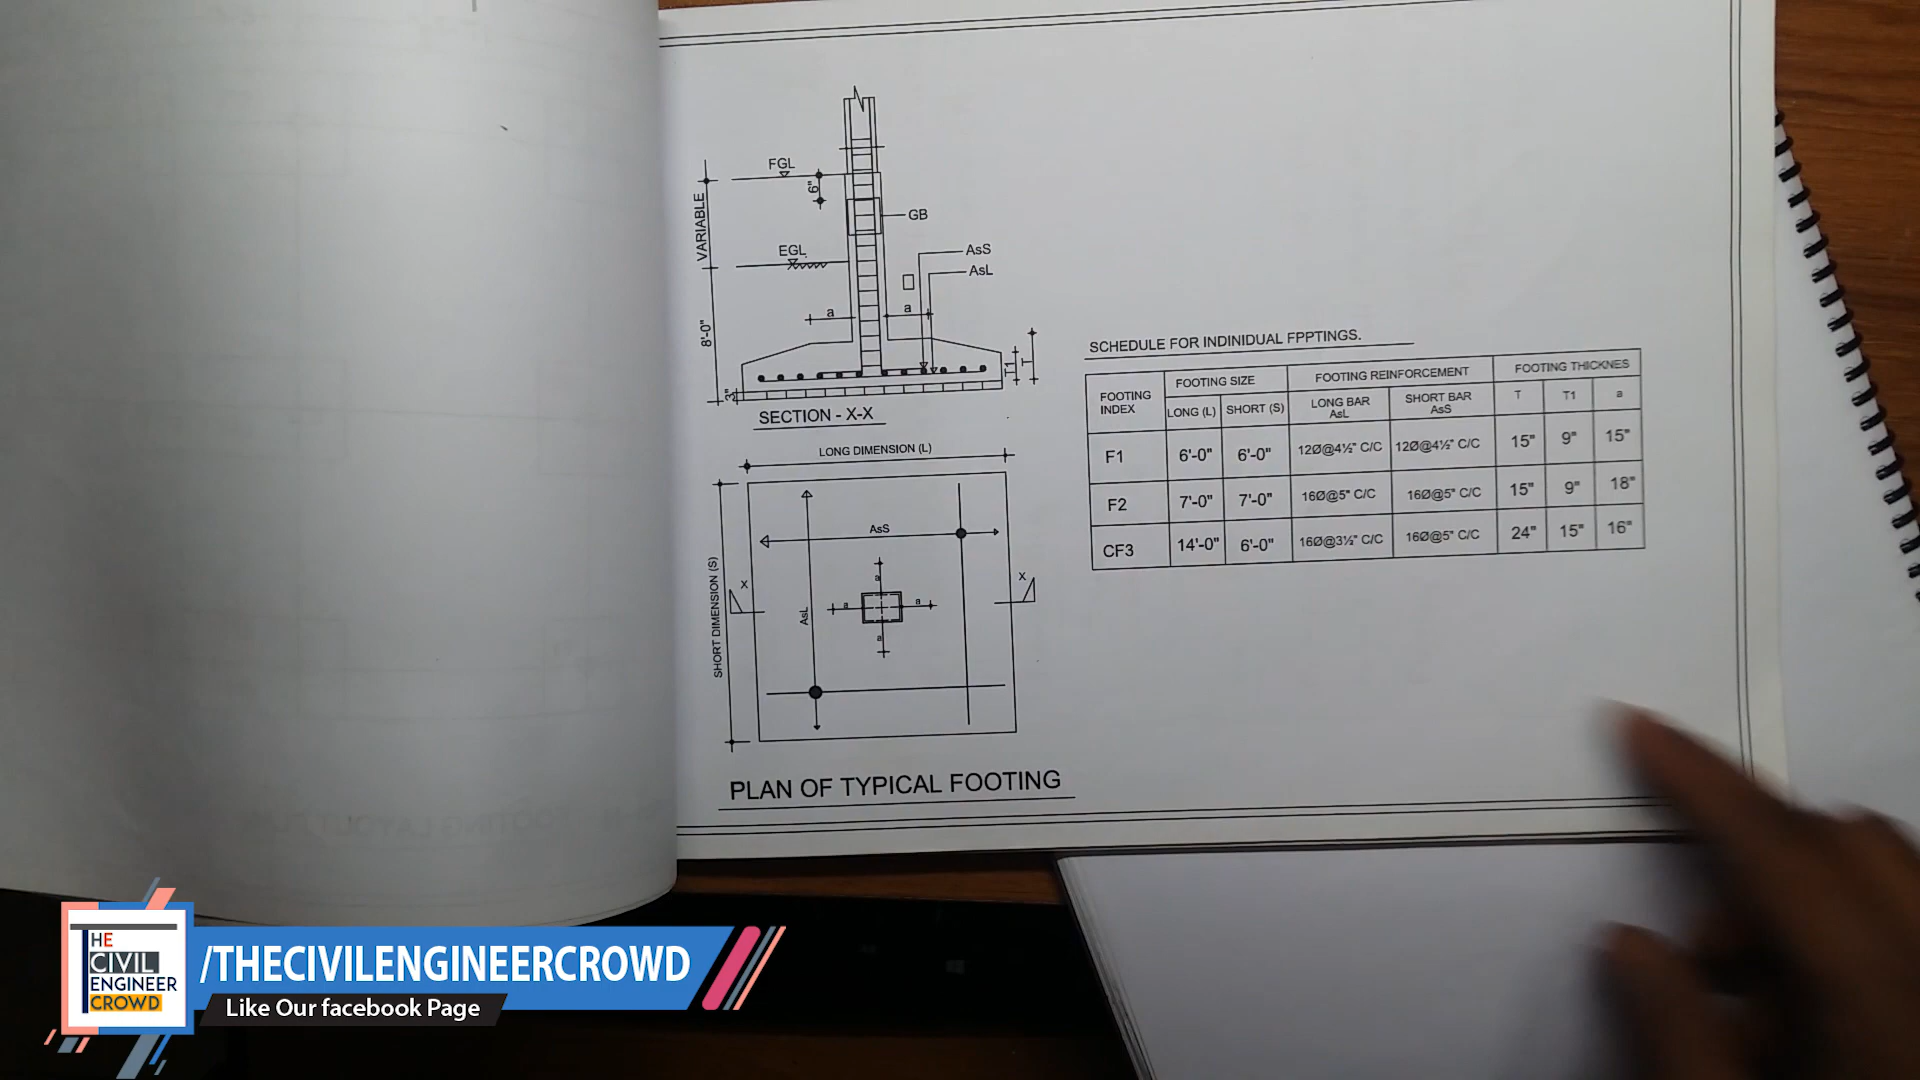 FGL
6"
VARIABLE
GB
EGL
AsS
AsL
a
a
8'-0"
T1
T
3"
SECTION - X-X
SCHEDULE FOR INDINIDUAL FPPTINGS.
FOOTING INDEX FOOTING SIZE FOOTING REINFORCEMENT FOOTING THICKNES
LONG (L) SHORT (S) LONG BAR AsL SHORT BAR AsS T T1 a
F1 6'-0" 6'-0" 12Ø@4½" C/C 12Ø@4½" C/C 15" 9" 15"
F2 7'-0" 7'-0" 16Ø@5" C/C 16Ø@5" C/C 15" 9" 18"
CF3 14'-0" 6'-0" 16Ø@3½" C/C 16Ø@5" C/C 24" 15" 16"
LONG DIMENSION (L)
SHORT DIMENSION (S)
AsS
AsL
X
X
a
a
a
a
PLAN OF TYPICAL FOOTING
THE
CIVIL
ENGINEER
CROWD
/THECIVILENGINEERCROWD
Like Our facebook Page